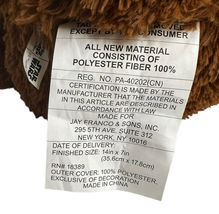 EXCEPT BY THE CONSUMER
ALL NEW MATERIAL
CONSISTING OF
POLYESTER FIBER 100%
REG. NO. PA-40202(CN)
CERTIFICATION IS MADE BY THE
MANUFACTURER THAT THE MATERIALS
IN THIS ARTICLE ARE DESCRIBED IN
ACCORDANCE WITH LAW
MADE BY
JAY FRANCO & SONS, INC.
295 5TH AVE, SUITE 312
NEW YORK, N.Y. 10016
DATE OF DELIVERY:
FINISHED SIZE: 14in x 7in
(35.6cm x 17.8cm)
MADE IN CHINA
RN# 18389
OUTER COVER: 100% POLYESTER,
EXCLUSIVE OF DECORATION